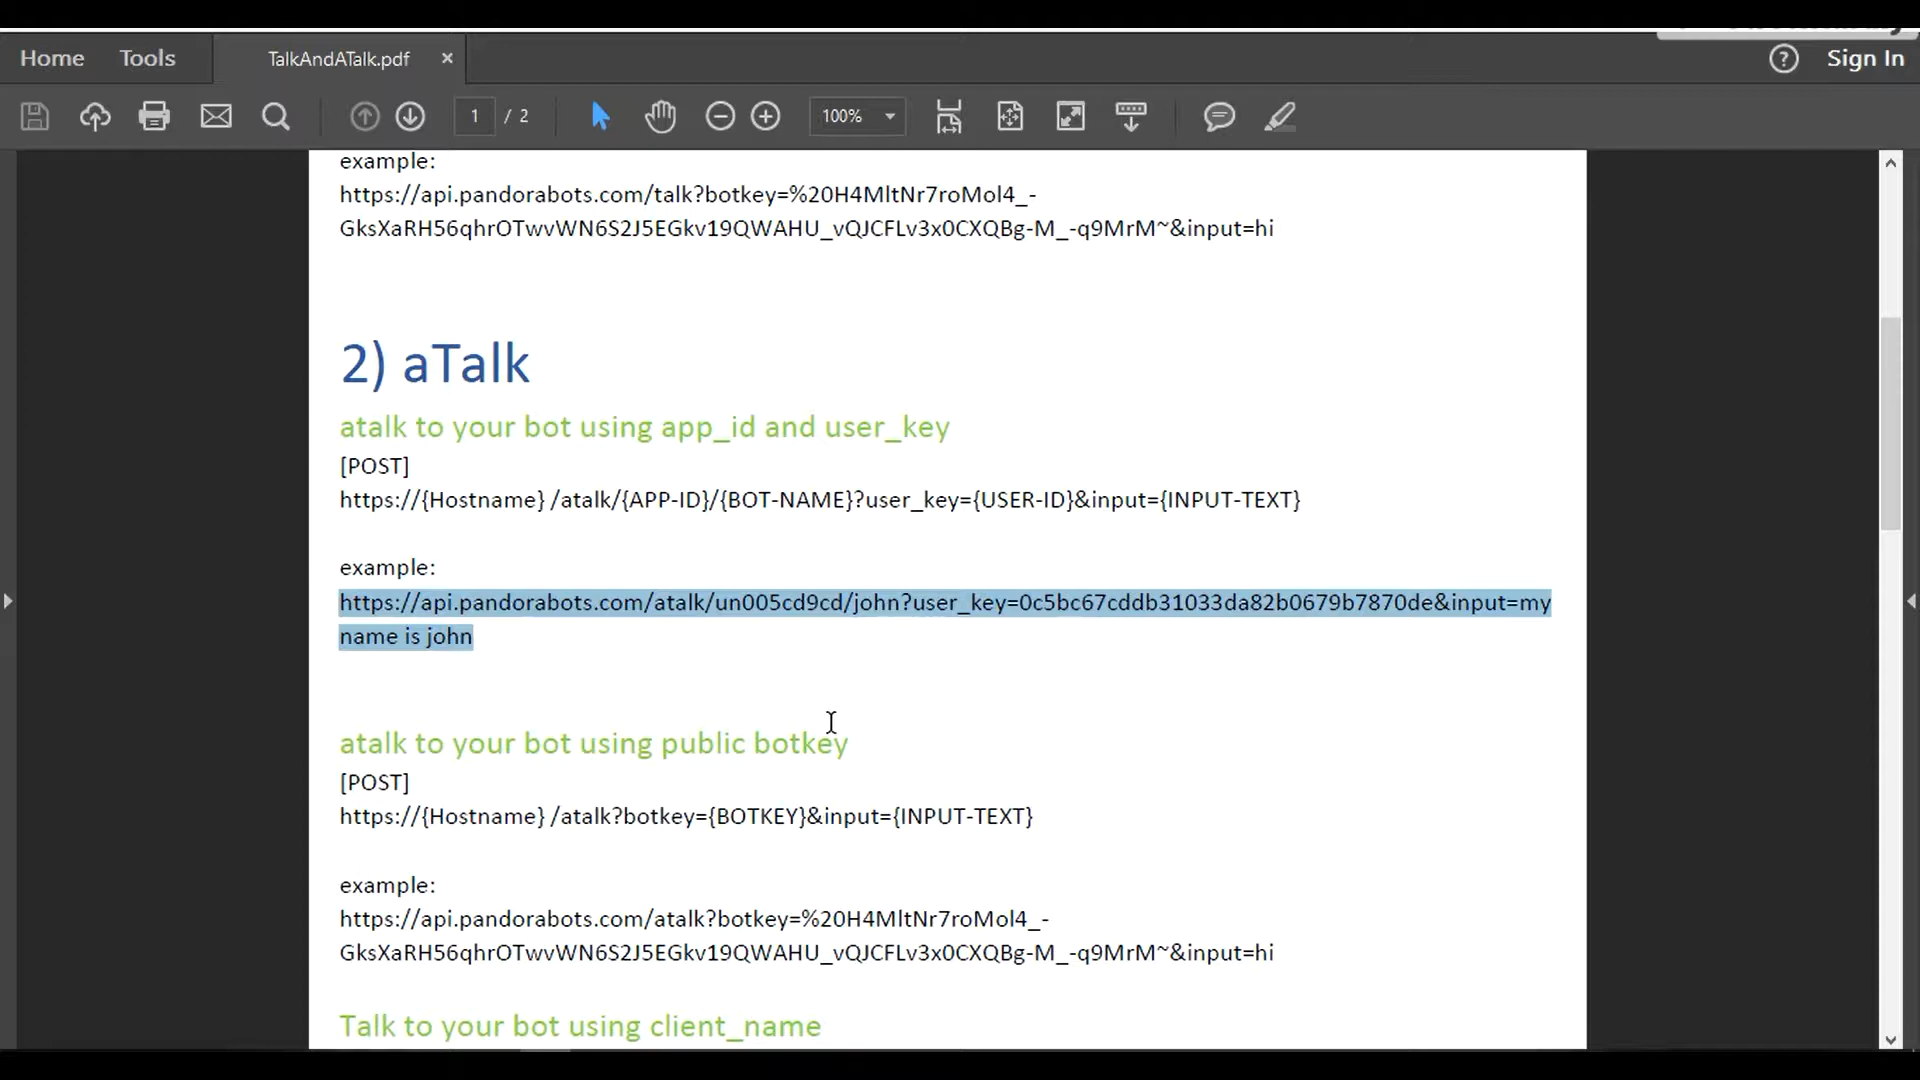 Home Tools TalkAndATalk.pdf × ? Sign In
1 / 2 100%
example:
https://api.pandorabots.com/talk?botkey=%20H4MltNr7roMol4_-
GksXaRH56qhrOTwvWN6S2J5EGkv19QWAHU_vQJCFLv3x0CXQBg-M_-q9MrM~&input=hi
2) aTalk
atalk to your bot using app_id and user_key
[POST]
https://{Hostname} /atalk/{APP-ID}/{BOT-NAME}?user_key={USER-ID}&input={INPUT-TEXT}
example:
https://api.pandorabots.com/atalk/un005cd9cd/john?user_key=0c5bc67cddb31033da82b0679b7870de&input=my
name is john
atalk to your bot using public botkey
[POST]
https://{Hostname} /atalk?botkey={BOTKEY}&input={INPUT-TEXT}
example:
https://api.pandorabots.com/atalk?botkey=%20H4MltNr7roMol4_-
GksXaRH56qhrOTwvWN6S2J5EGkv19QWAHU_vQJCFLv3x0CXQBg-M_-q9MrM~&input=hi
Talk to your bot using client_name